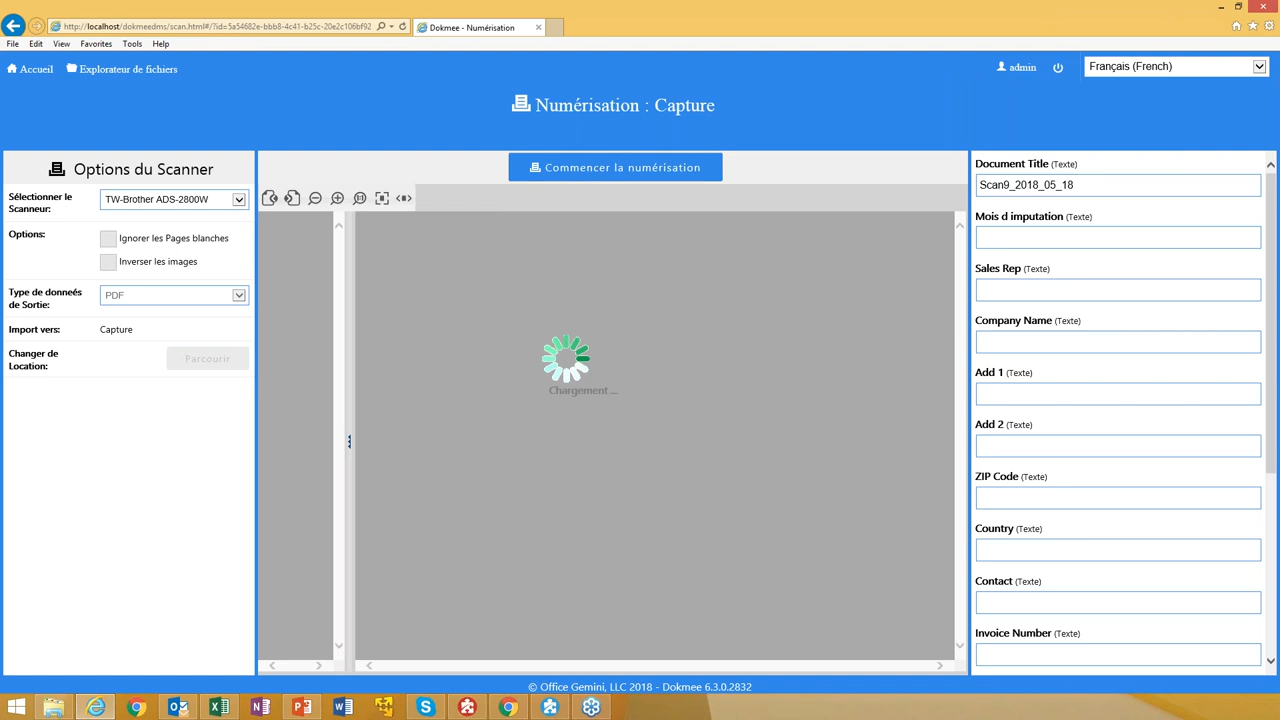 http://localhost/dokmeedms/scan.html#/?id=5a54682e-bbb8-4c41-b25c-20e2c106bf92
Dokmee - Numérisation
File Edit View Favorites Tools Help
Accueil Explorateur de fichiers
admin
Français (French)
Numérisation : Capture
Options du Scanner
Sélectionner le
Scanneur:
TW-Brother ADS-2800W
Options:
Ignorer les Pages blanches
Inverser les images
Type de donneés
de Sortie:
PDF
Import vers:
Capture
Changer de
Location:
Parcourir
Commencer la numérisation
Chargement ...
Document Title (Texte)
Scan9_2018_05_18
Mois d imputation (Texte)
Sales Rep (Texte)
Company Name (Texte)
Add 1 (Texte)
Add 2 (Texte)
ZIP Code (Texte)
Country (Texte)
Contact (Texte)
Invoice Number (Texte)
© Office Gemini, LLC 2018 - Dokmee 6.3.0.2832